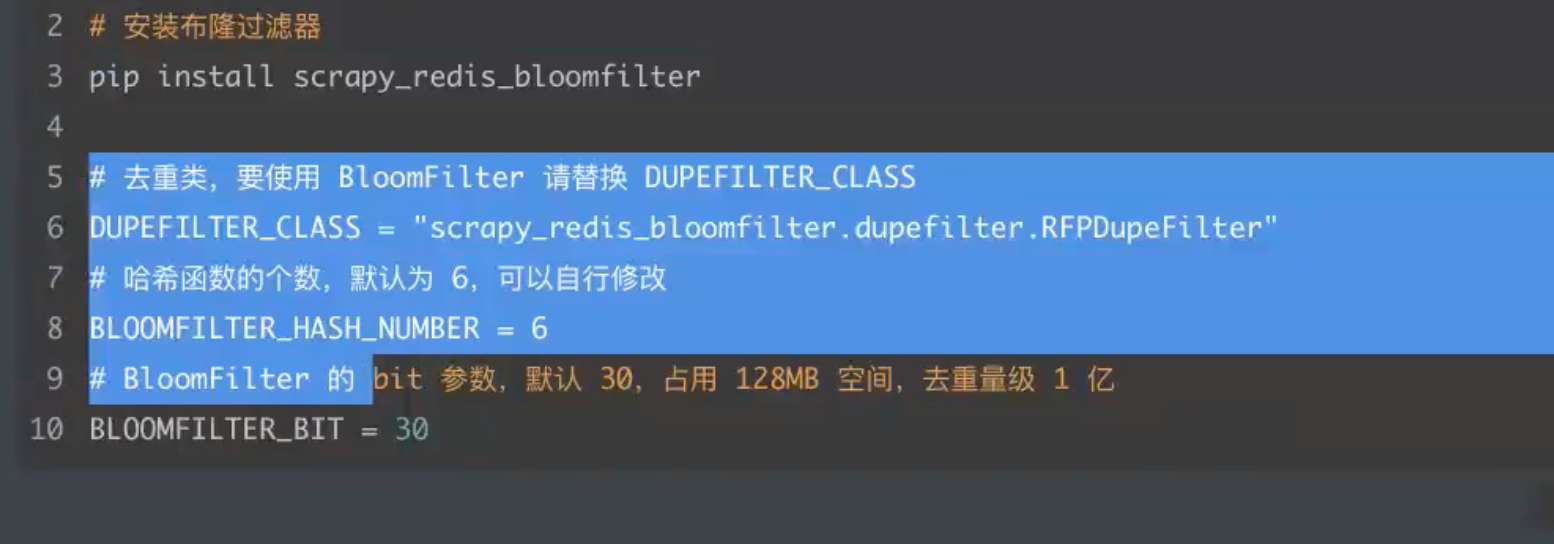 2 # 安装布隆过滤器
3 pip install scrapy_redis_bloomfilter
4
5 # 去重类，要使用 BloomFilter 请替换 DUPEFILTER_CLASS
6 DUPEFILTER_CLASS = "scrapy_redis_bloomfilter.dupefilter.RFPDupeFilter"
7 # 哈希函数的个数，默认为 6，可以自行修改
8 BLOOMFILTER_HASH_NUMBER = 6
9 # BloomFilter 的 bit 参数，默认 30，占用 128MB 空间，去重量级 1 亿
10 BLOOMFILTER_BIT = 30